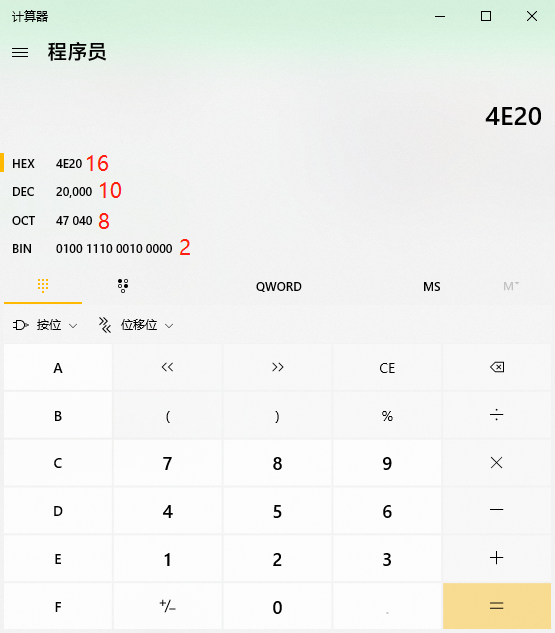 计算器
程序员
4E20
HEX 4E20 16
DEC 20,000 10
OCT 47 040 8
BIN 0100 1110 0010 0000 2
QWORD MS M˅
按位 位移位
A << >> CE
B ( ) % ÷
C 7 8 9 ×
D 4 5 6 −
E 1 2 3 +
F +/− 0 . =